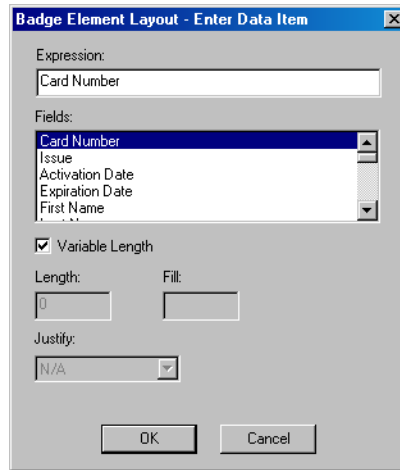 Badge Element Layout - Enter Data Item
Expression:
Card Number
Fields:
Card Number
Issue
Activation Date
Expiration Date
First Name
Variable Length
Length: Fill:
0
Justify:
N/A
OK Cancel